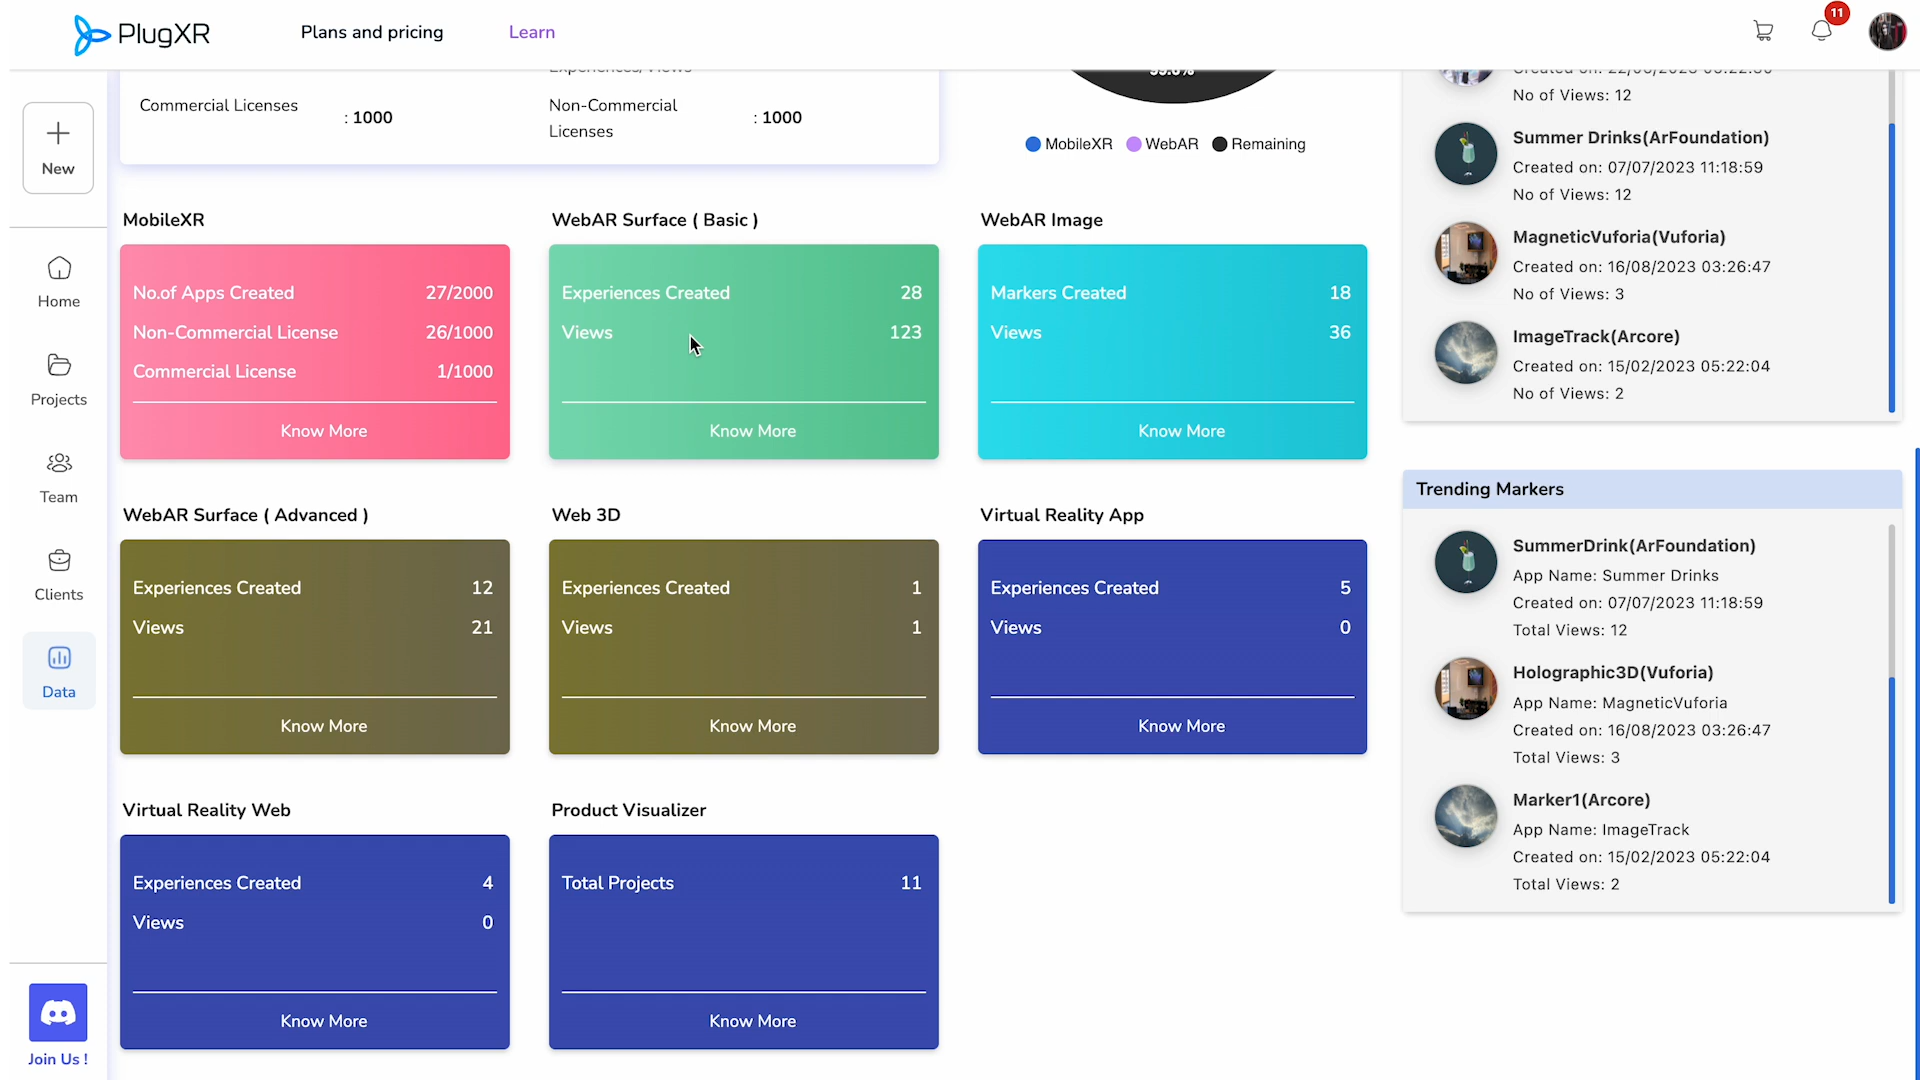 PlugXR
Plans and pricing
Learn
11
New
Home
Projects
Team
Clients
Data
Join Us !
Experiences/Views
Commercial Licenses
: 1000
Non-Commercial
Licenses
: 1000
99.6%
MobileXR
WebAR
Remaining
MobileXR
No.of Apps Created 27/2000
Non-Commercial License 26/1000
Commercial License 1/1000
Know More
WebAR Surface ( Basic )
Experiences Created 28
Views 123
Know More
WebAR Image
Markers Created 18
Views 36
Know More
WebAR Surface ( Advanced )
Experiences Created 12
Views 21
Know More
Web 3D
Experiences Created 1
Views 1
Know More
Virtual Reality App
Experiences Created 5
Views 0
Know More
Virtual Reality Web
Experiences Created 4
Views 0
Know More
Product Visualizer
Total Projects 11
Know More
No of Views: 12
Summer Drinks(ArFoundation)
Created on: 07/07/2023 11:18:59
No of Views: 12
MagneticVuforia(Vuforia)
Created on: 16/08/2023 03:26:47
No of Views: 3
ImageTrack(Arcore)
Created on: 15/02/2023 05:22:04
No of Views: 2
Trending Markers
SummerDrink(ArFoundation)
App Name: Summer Drinks
Created on: 07/07/2023 11:18:59
Total Views: 12
Holographic3D(Vuforia)
App Name: MagneticVuforia
Created on: 16/08/2023 03:26:47
Total Views: 3
Marker1(Arcore)
App Name: ImageTrack
Created on: 15/02/2023 05:22:04
Total Views: 2